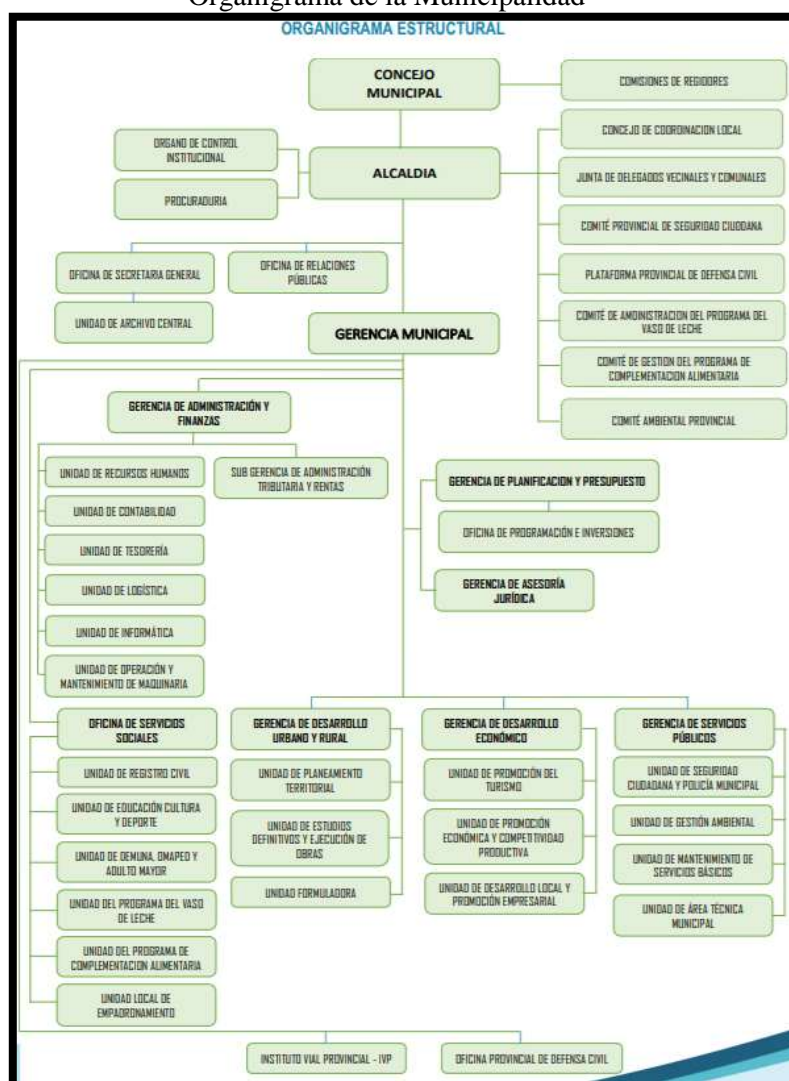 Organigrama de la Municipalidad
ORGANIGRAMA ESTRUCTURAL
CONCEJO
MUNICIPAL
COMISIONES DE REGIDORES
ORGANO DE CONTROL
INSTITUCIONAL
PROCURADURIA
ALCALDIA
CONCEJO DE COORDINACION LOCAL
JUNTA DE DELEGADOS VECINALES Y COMUNALES
COMITÉ PROVINCIAL DE SEGURIDAD CIUDDANA
PLATAFORMA PROVINCIAL DE DEFENSA CIVIL
COMITÉ DE AMDINISTRACION DEL PROGRAMA DEL
VASO DE LECHE
COMITÉ DE GESTION DEL PROGRAMA DE
COMPLEMENTACION ALIMENTARIA
COMITÉ AMBIENTAL PROVINCIAL
OFICINA DE SECRETARIA GENERAL
OFICINA DE RELACIONES
PÚBLICAS
UNIDAD DE ARCHIVO CENTRAL
GERENCIA MUNICIPAL
GERENCIA DE ADMINISTRACIÓN Y
FINANZAS
UNIDAD DE RECURSOS HUMANOS
SUB GERENCIA DE ADMINISTRACIÓN
TRIBUTARIA Y RENTAS
UNIDAD DE CONTABILIDAD
UNIDAD DE TESORERÍA
UNIDAD DE LOGÍSTICA
UNIDAD DE INFORMÁTICA
UNIDAD DE OPERACIÓN Y
MANTENIMIENTO DE MAQUINARIA
GERENCIA DE PLANIFICACION Y PRESUPUESTO
OFICINA DE PROGRAMACIÓN E INVERSIONES
GERENCIA DE ASESORÍA
JURÍDICA
OFICINA DE SERVICIOS
SOCIALES
UNIDAD DE REGISTRO CIVIL
UNIDAD DE EDUCACIÓN CULTURA
Y DEPORTE
UNIDAD DE DEMUNA, OMAPED Y
ADULTO MAYOR
UNIDAD DEL PROGRAMA DEL VASO
DE LECHE
UNIDAD DEL PROGRAMA DE
COMPLEMENTACION ALIMENTARIA
UNIDAD LOCAL DE
EMPADRONAMIENTO
GERENCIA DE DESARROLLO
URBANO Y RURAL
UNIDAD DE PLANEAMIENTO
TERRITORIAL
UNIDAD DE ESTUDIOS
DEFINITIVOS Y EJECUCIÓN DE
OBRAS
UNIDAD FORMULADORA
GERENCIA DE DESARROLLO
ECONÓMICO
UNIDAD DE PROMOCIÓN DEL
TURISMO
UNIDAD DE PROMOCIÓN
ECONÓMICA Y COMPETITIVIDAD
PRODUCTIVA
UNIDAD DE DESARROLLO LOCAL Y
PROMOCIÓN EMPRESARIAL
GERENCIA DE SERVICIOS
PÚBLICOS
UNIDAD DE SEGURIDAD
CIUDADANA Y POLICÍA MUNICIPAL
UNIDAD DE GESTIÓN AMBIENTAL
UNIDAD DE MANTENIMIENTO DE
SERVICIOS BÁSICOS
UNIDAD DE ÁREA TÉCNICA
MUNICIPAL
INSTITUTO VIAL PROVINCIAL - IVP
OFICINA PROVINCIAL DE DEFENSA CIVIL